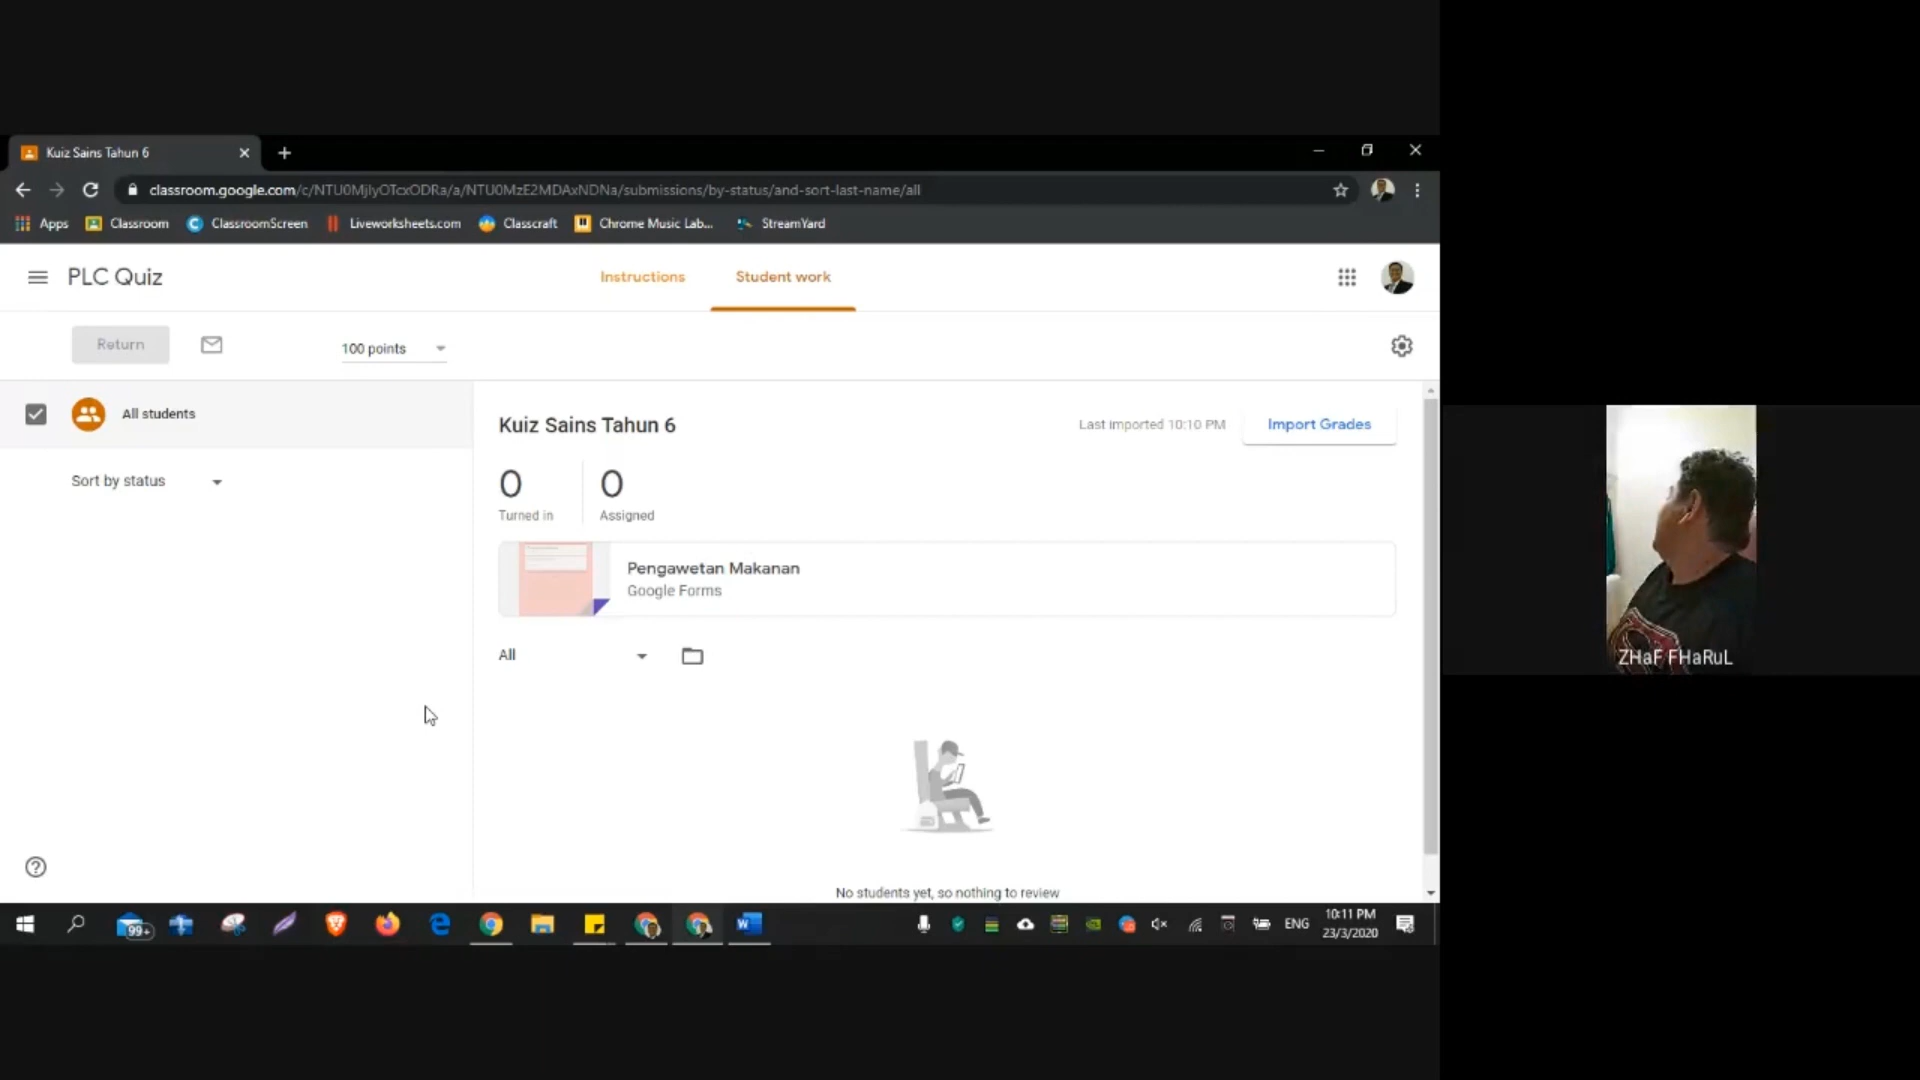 Kuiz Sains Tahun 6
classroom.google.com/c/NTU0MjIyOTcxODRa/a/NTU0MzE2MDAxNDNa/submissions/by-status/and-sort-last-name/all
Apps Classroom ClassroomScreen Liveworksheets.com Classcraft Chrome Music Lab... StreamYard
PLC Quiz Instructions Student work
Return 100 points
All students
Kuiz Sains Tahun 6 Last imported 10:10 PM Import Grades
Sort by status
0 0
Turned in Assigned
Pengawetan Makanan
Google Forms
All
ZHaF FHaRuL
No students yet, so nothing to review
99+ ENG 10:11 PM
23/3/2020